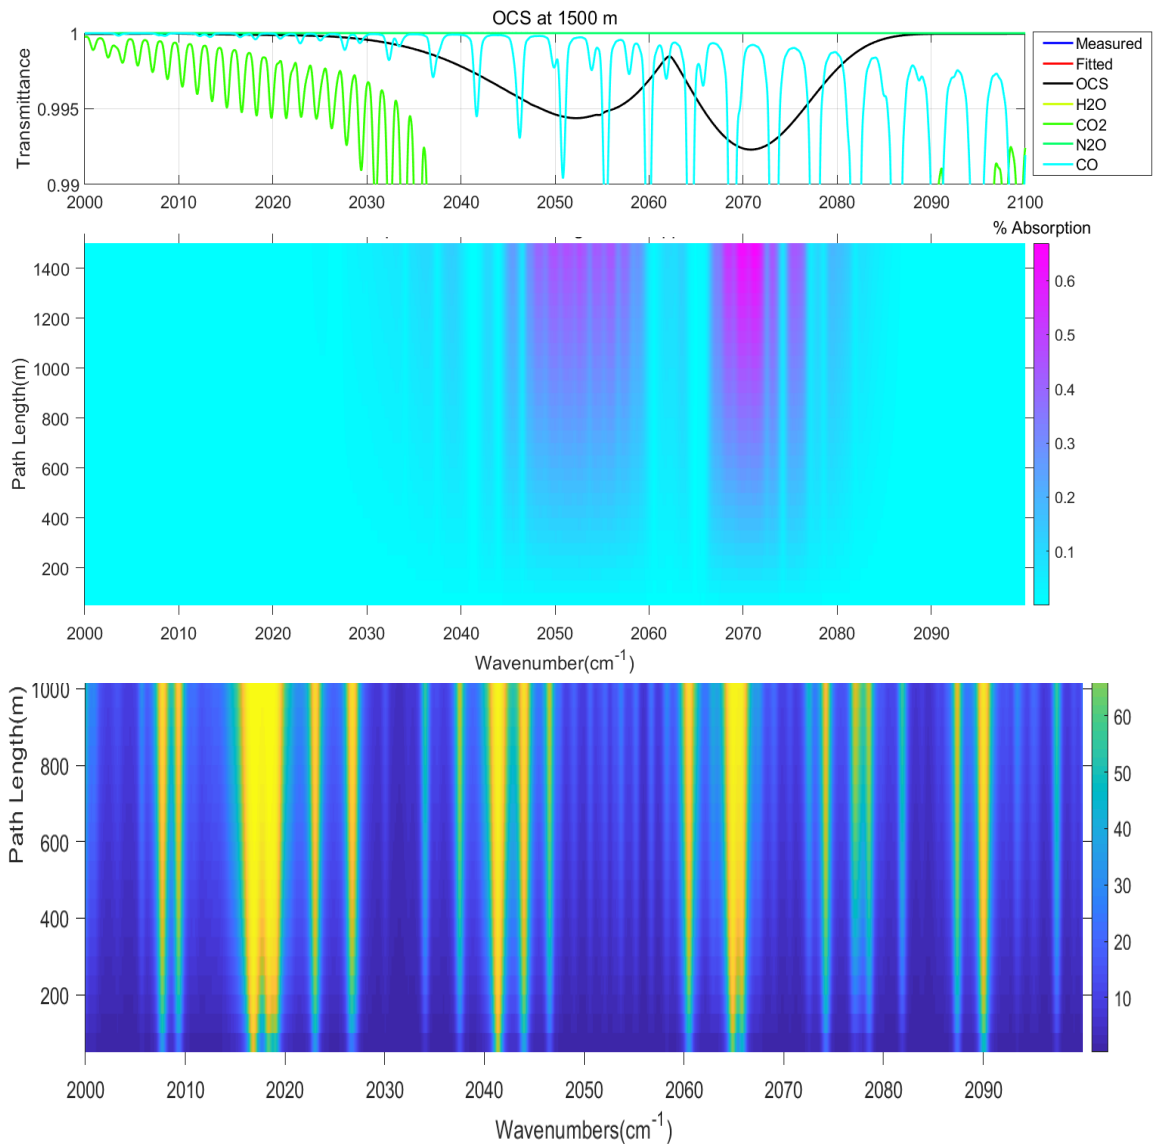 OCS at 1500 m
Transmittance
1
0.995
0.99
2000 2010 2020 2030 2040 2050 2060 2070 2080 2090 2100
Measured
Fitted
OCS
H2O
CO2
N2O
CO
% Absorption
Path Length(m)
1400
1200
1000
800
600
400
200
0.6
0.5
0.4
0.3
0.2
0.1
2000 2010 2020 2030 2040 2050 2060 2070 2080 2090
Wavenumber(cm-1)
Path Length(m)
1000
800
600
400
200
60
50
40
30
20
10
2000 2010 2020 2030 2040 2050 2060 2070 2080 2090
Wavenumbers(cm-1)